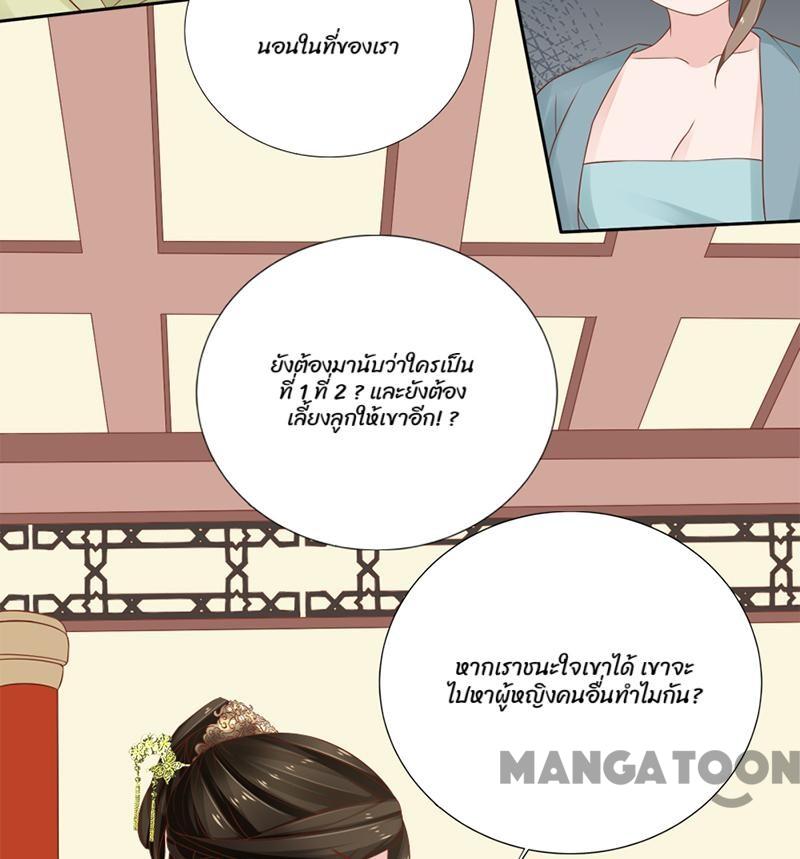 นอนในที่ของเรา
ยังต้องมานับว่าใครเป็น
ที่ 1 ที่ 2 ? และยังต้อง
เลี้ยงลูกให้เขาอีก! ?
หากเราชนะใจเขาได้ เขาจะ
ไปหาผู้หญิงคนอื่นทำไมกัน?
MANGATOON